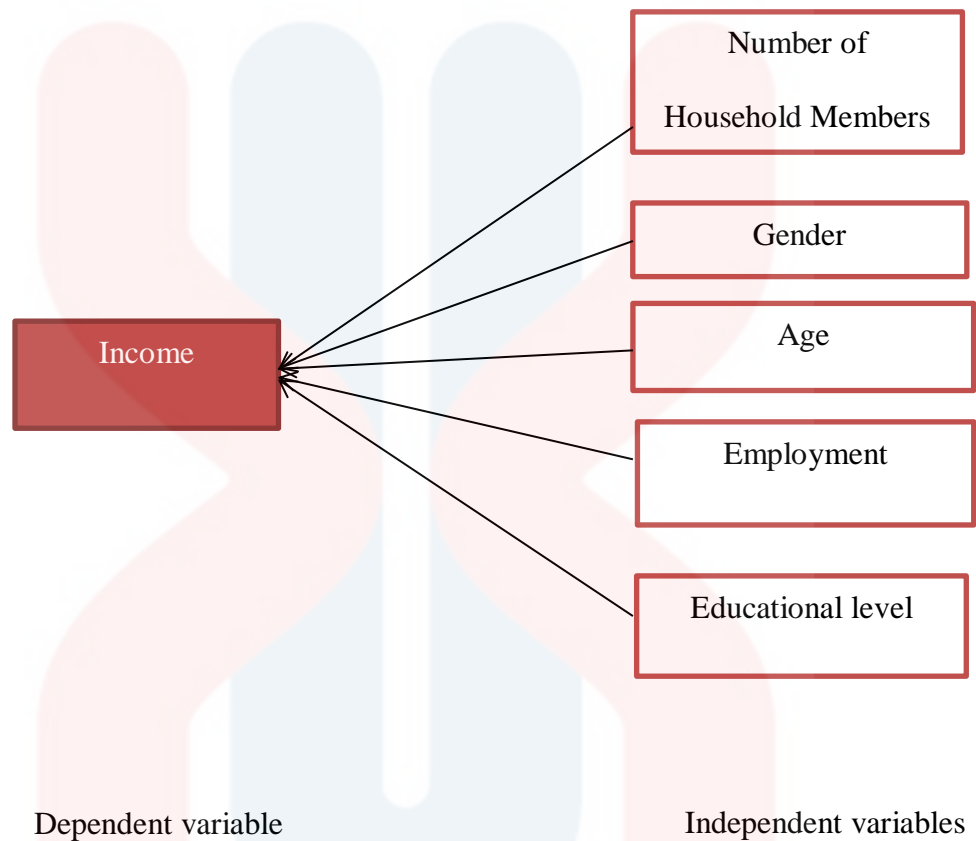 Number of
Household Members
Gender
Age
Income
Employment
Educational level
Dependent variable
Independent variables